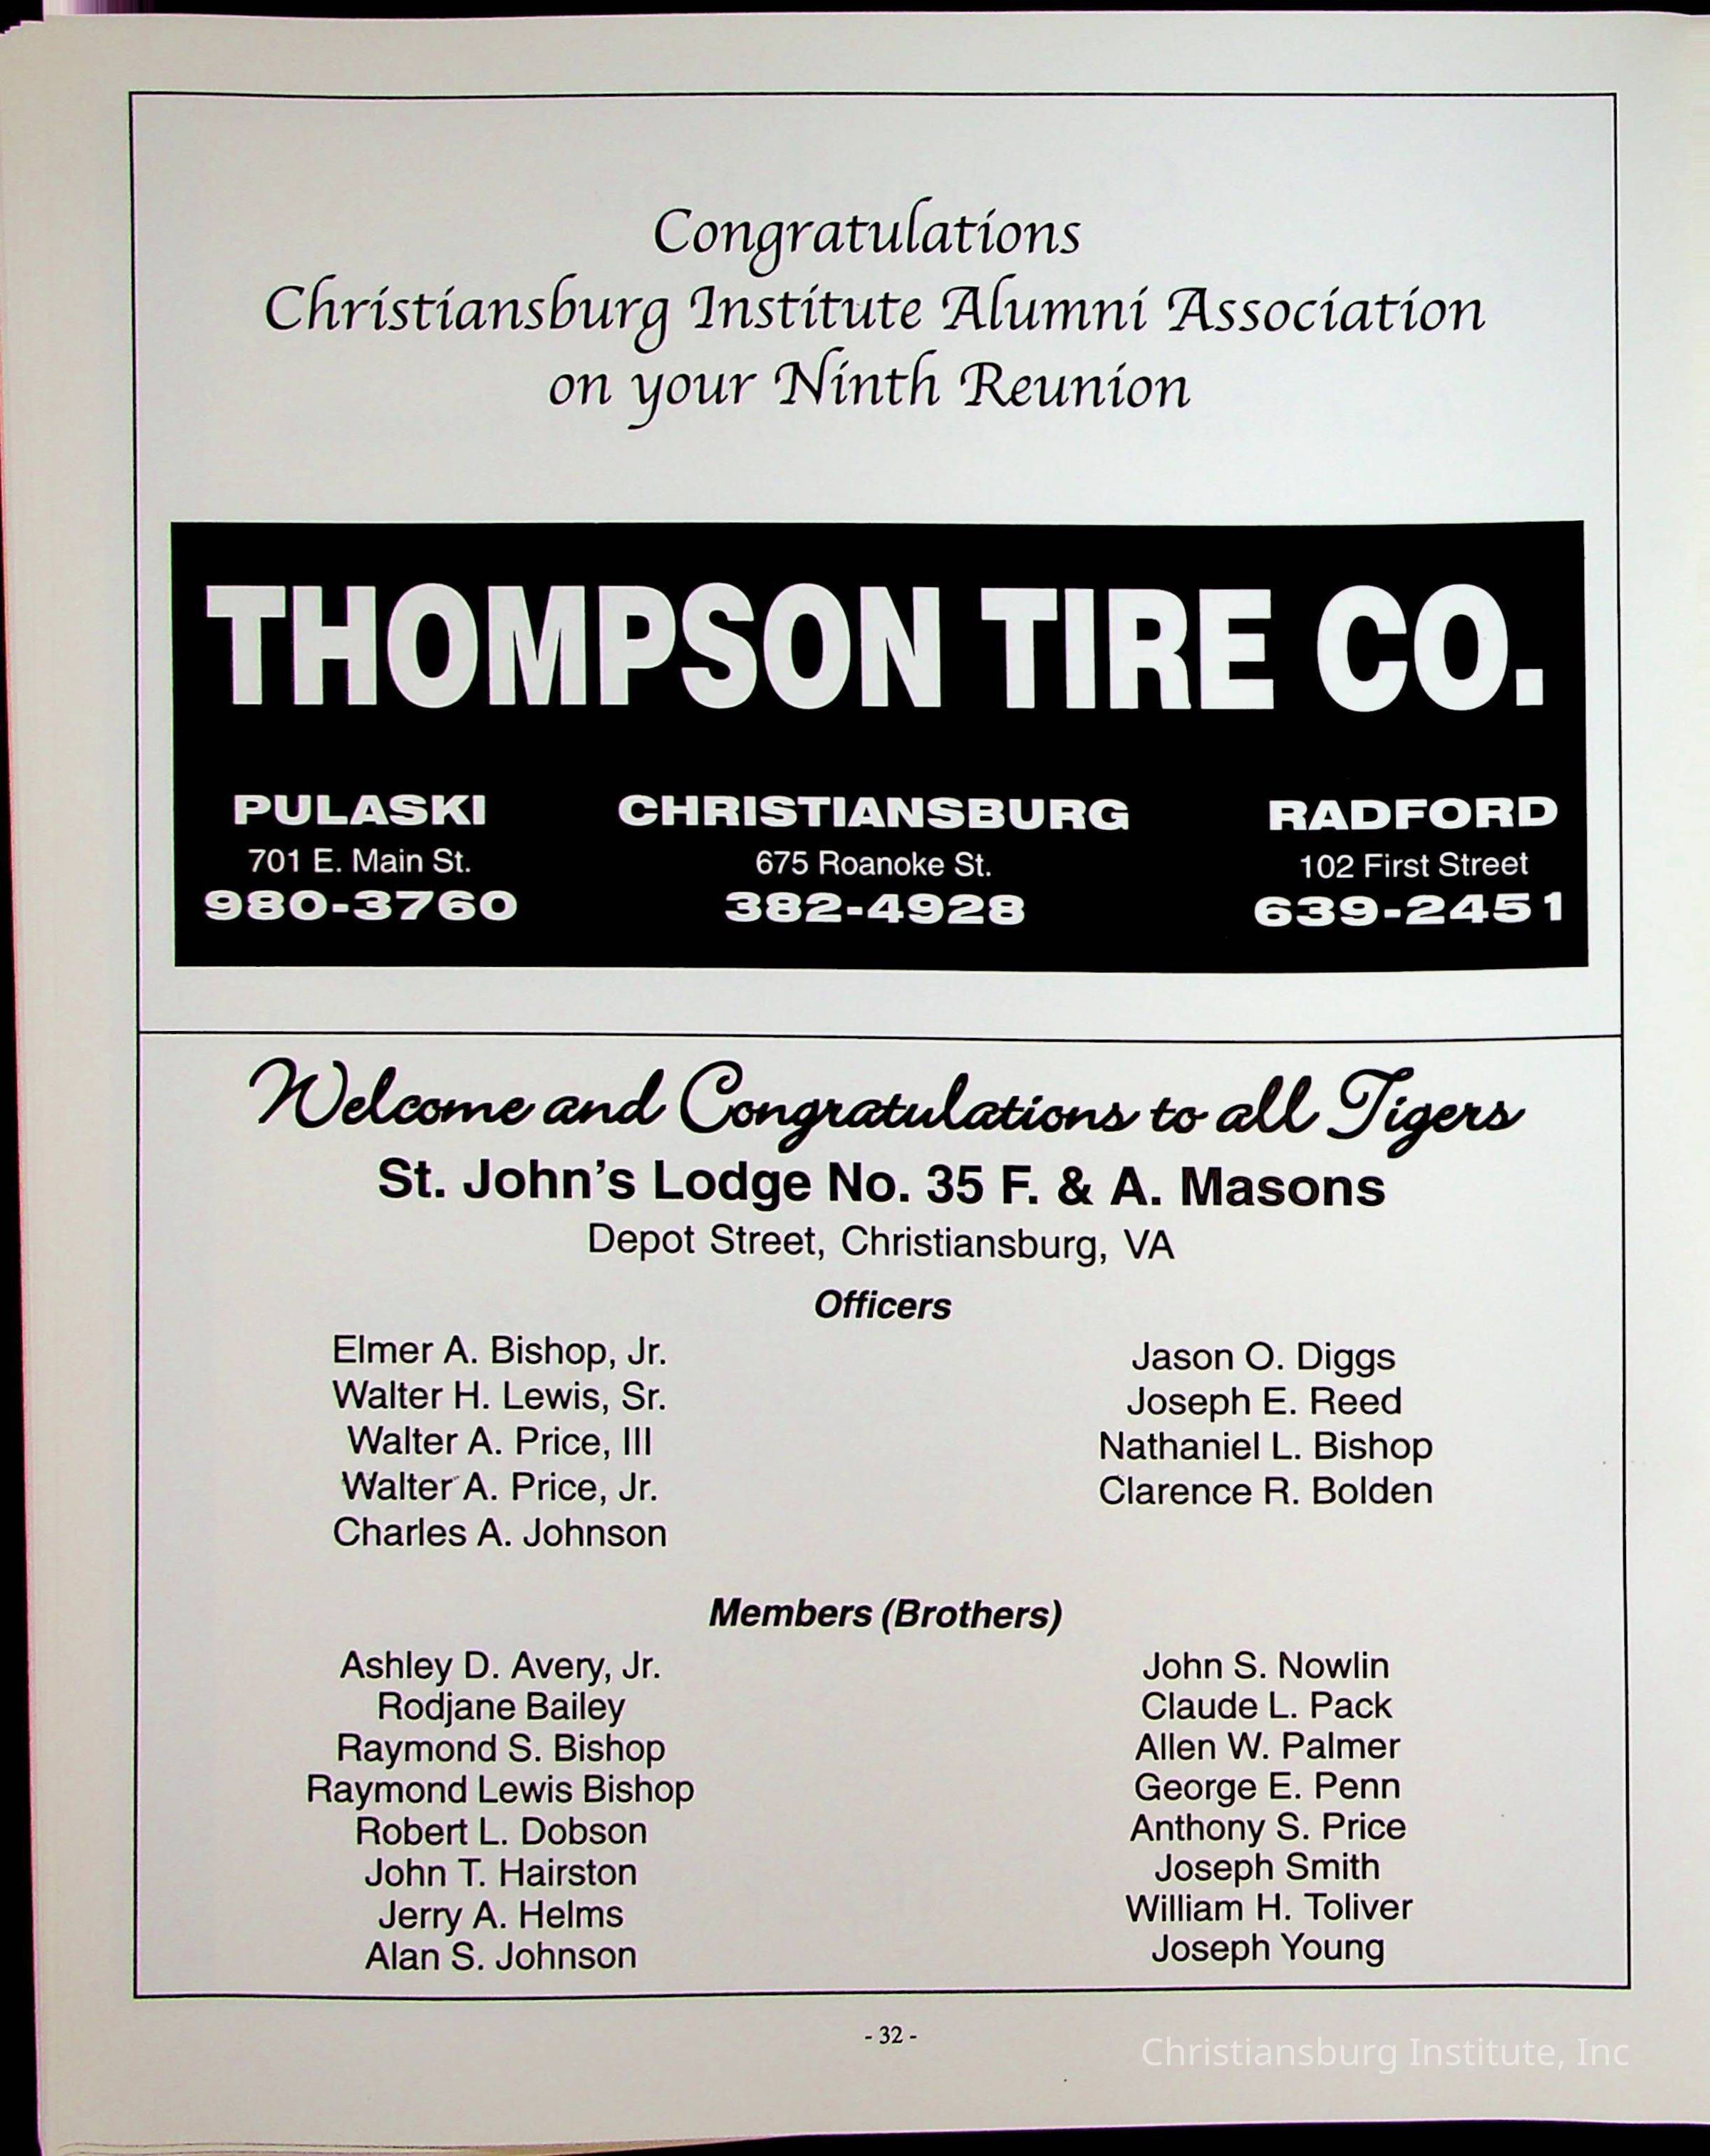 Congratulations
Christiansburg Institute Alumni Association
on your Ninth Reunion
THOMPSON TIRE CO.
PULASKI
701 E. Main St.
980-3760
CHRISTIANSBURG
675 Roanoke St.
382-4928
RADFORD
102 First Street
639-2451
Welcome and Congratulations to all Tigers
St. John's Lodge No. 35 F. & A. Masons
Depot Street, Christiansburg, VA
Officers
Elmer A. Bishop, Jr.
Walter H. Lewis, Sr.
Walter A. Price, III
Walter A. Price, Jr.
Charles A. Johnson
Jason O. Diggs
Joseph E. Reed
Nathaniel L. Bishop
Clarence R. Bolden
Members (Brothers)
Ashley D. Avery, Jr.
Rodjane Bailey
Raymond S. Bishop
Raymond Lewis Bishop
Robert L. Dobson
John T. Hairston
Jerry A. Helms
Alan S. Johnson
John S. Nowlin
Claude L. Pack
Allen W. Palmer
George E. Penn
Anthony S. Price
Joseph Smith
William H. Toliver
Joseph Young
- 32 -
Christiansburg Institute, Inc